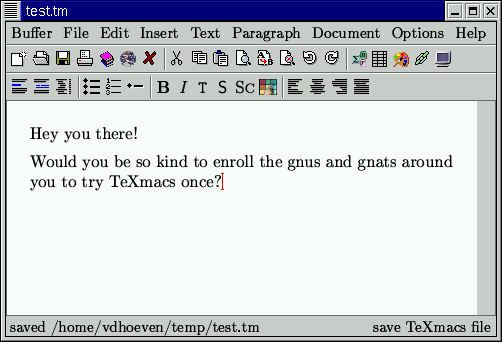 test.tm
Buffer File Edit Insert Text Paragraph Document Options Help
B I T S SC
Hey you there!
Would you be so kind to enroll the gnus and gnats around
you to try TeXmacs once?
saved /home/vdhoeven/temp/test.tm save TeXmacs file